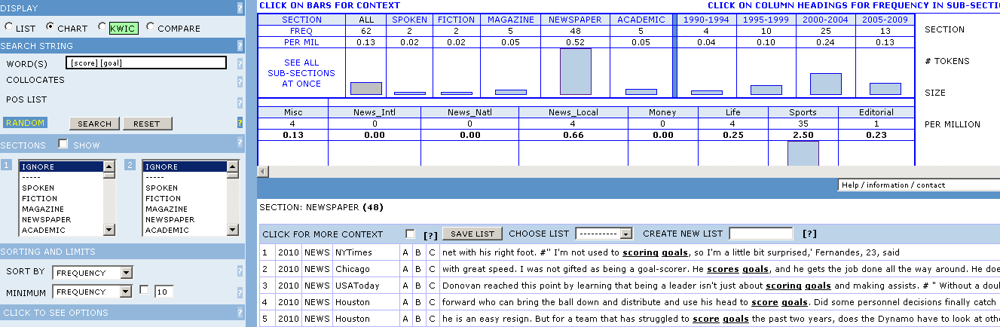 DISPLAY ?
LIST CHART KWIC COMPARE
SEARCH STRING ?
WORD(S) [score] [goal] ?
COLLOCATES ?
POS LIST ?
RANDOM SEARCH RESET ?
SECTIONS SHOW ?
1 IGNORE 2 IGNORE
----- -----
SPOKEN SPOKEN
FICTION FICTION
MAGAZINE MAGAZINE
NEWSPAPER NEWSPAPER
ACADEMIC ACADEMIC
SORTING AND LIMITS ?
SORT BY FREQUENCY ?
MINIMUM FREQUENCY 10 ?
CLICK TO SEE OPTIONS ?
CLICK ON BARS FOR CONTEXT CLICK ON COLUMN HEADINGS FOR FREQUENCY IN SUB-SECTI
SECTION ALL SPOKEN FICTION MAGAZINE NEWSPAPER ACADEMIC 1990-1994 1995-1999 2000-2004 2005-2009 SECTION
FREQ 62 2 2 5 48 5 4 10 25 13
PER MIL 0.13 0.02 0.02 0.05 0.52 0.05 0.04 0.10 0.24 0.13
SEE ALL # TOKENS
SUB-SECTIONS
AT ONCE SIZE
Misc News_Intl News_Natl News_Local Money Life Sports Editorial
4 0 0 4 0 4 35 1 PER MILLION
0.13 0.00 0.00 0.66 0.00 0.25 2.50 0.23
Help / information / contact
SECTION: NEWSPAPER (48)
CLICK FOR MORE CONTEXT [?] SAVE LIST CHOOSE LIST ---------- CREATE NEW LIST [?]
1 2010 NEWS NYTimes A B C net with his right foot. #" I'm not used to scoring goals, so I'm a little bit surprised,' Fernandes, 23, said
2 2010 NEWS Chicago A B C with great speed. I was not gifted as being a goal-scorer. He scores goals, and he gets the job done all the way around. He doe
3 2010 NEWS USAToday A B C Donovan reached this point by learning that being a leader isn't just about scoring goals and making assists. # " Without a doul
4 2010 NEWS Houston A B C forward who can bring the ball down and distribute and use his head to score goals. Did some personnel decisions finally catch
5 2010 NEWS Houston A B C he is an easy resign. But for a team that has struggled to score goals the past two years, does the Dynamo have to look at othe